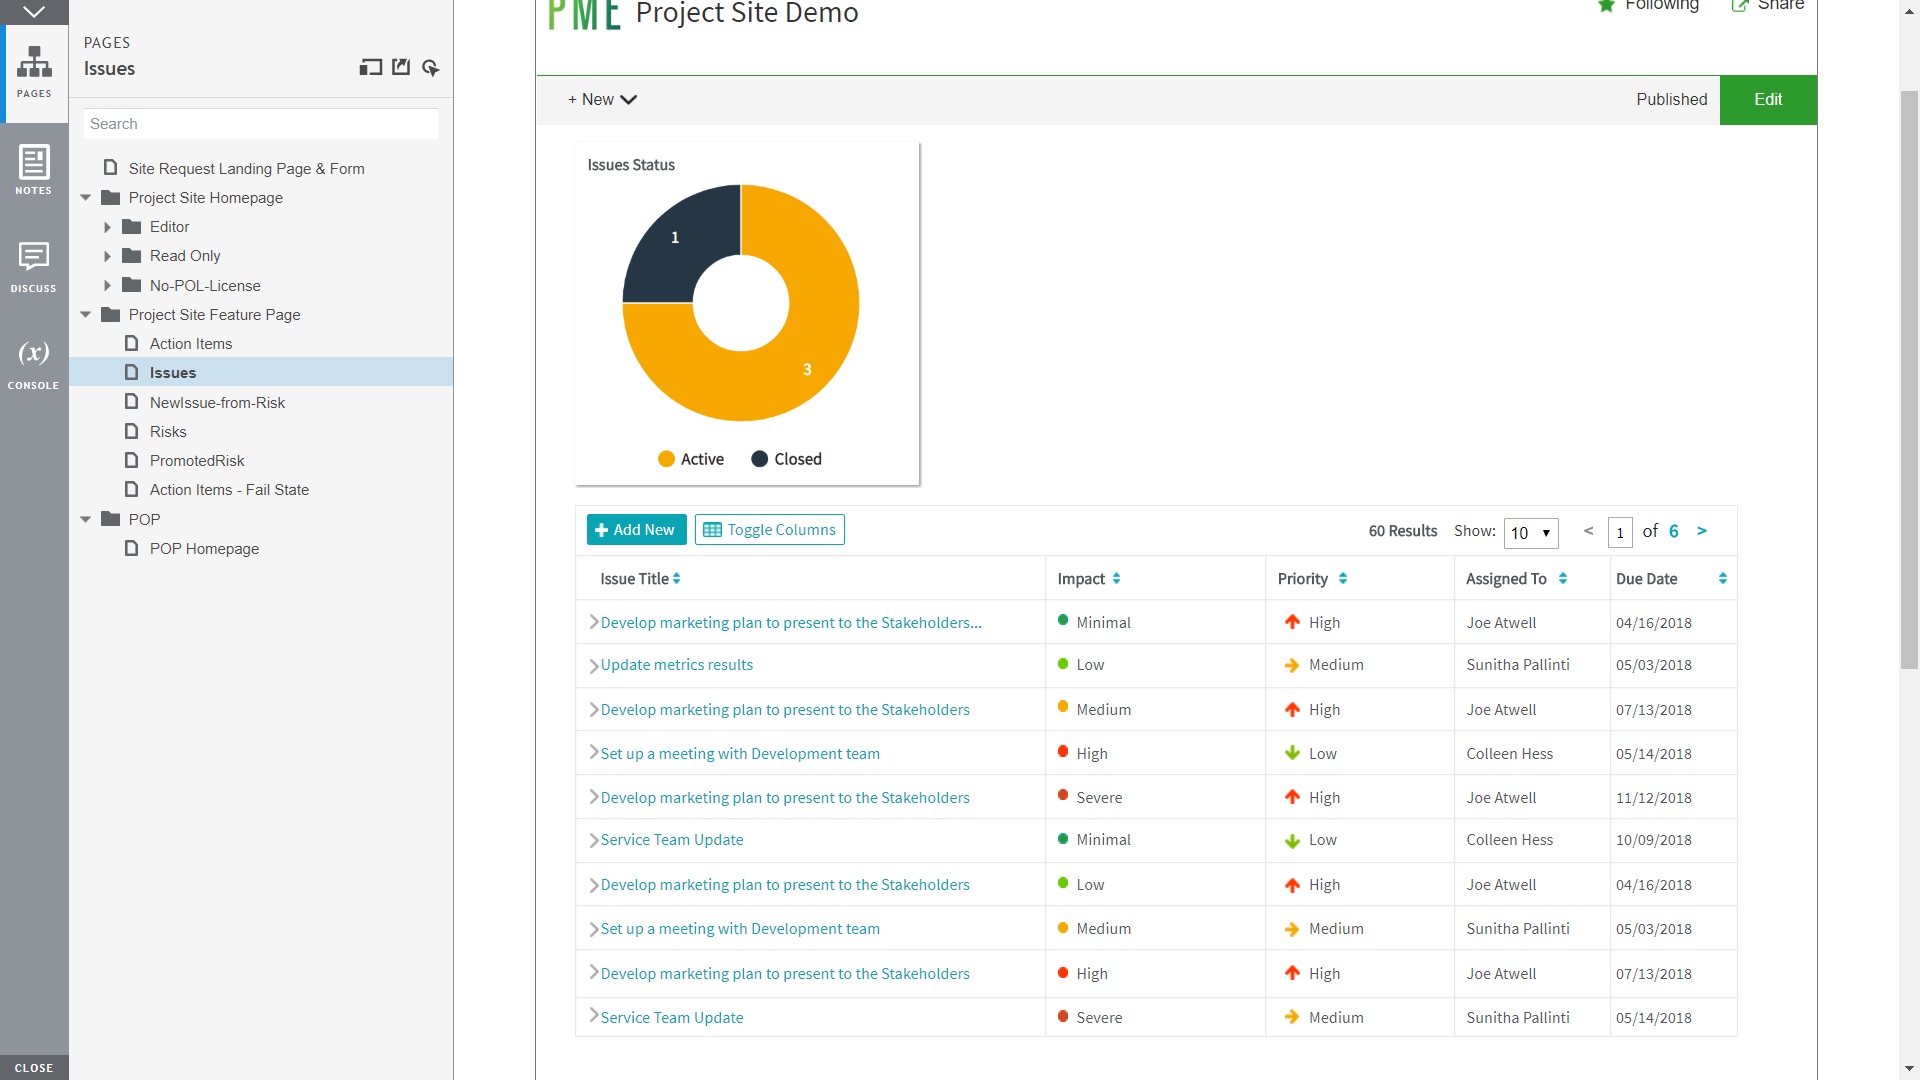 PAGES
NOTES
DISCUSS
(x)
CONSOLE
CLOSE
PAGES
Issues
Search
Site Request Landing Page & Form
Project Site Homepage
Editor
Read Only
No-POL-License
Project Site Feature Page
Action Items
Issues
NewIssue-from-Risk
Risks
PromotedRisk
Action Items - Fail State
POP
POP Homepage
PME Project Site Demo
Following Share
+ New Published Edit
Issues Status
1
3
Active Closed
Add New Toggle Columns 60 Results Show: 10 < 1 of 6 >
Issue Title Impact Priority Assigned To Due Date
Develop marketing plan to present to the Stakeholders... Minimal High Joe Atwell 04/16/2018
Update metrics results Low Medium Sunitha Pallinti 05/03/2018
Develop marketing plan to present to the Stakeholders Medium High Joe Atwell 07/13/2018
Set up a meeting with Development team High Low Colleen Hess 05/14/2018
Develop marketing plan to present to the Stakeholders Severe High Joe Atwell 11/12/2018
Service Team Update Minimal Low Colleen Hess 10/09/2018
Develop marketing plan to present to the Stakeholders Low High Joe Atwell 04/16/2018
Set up a meeting with Development team Medium Medium Sunitha Pallinti 05/03/2018
Develop marketing plan to present to the Stakeholders High High Joe Atwell 07/13/2018
Service Team Update Severe Medium Sunitha Pallinti 05/14/2018